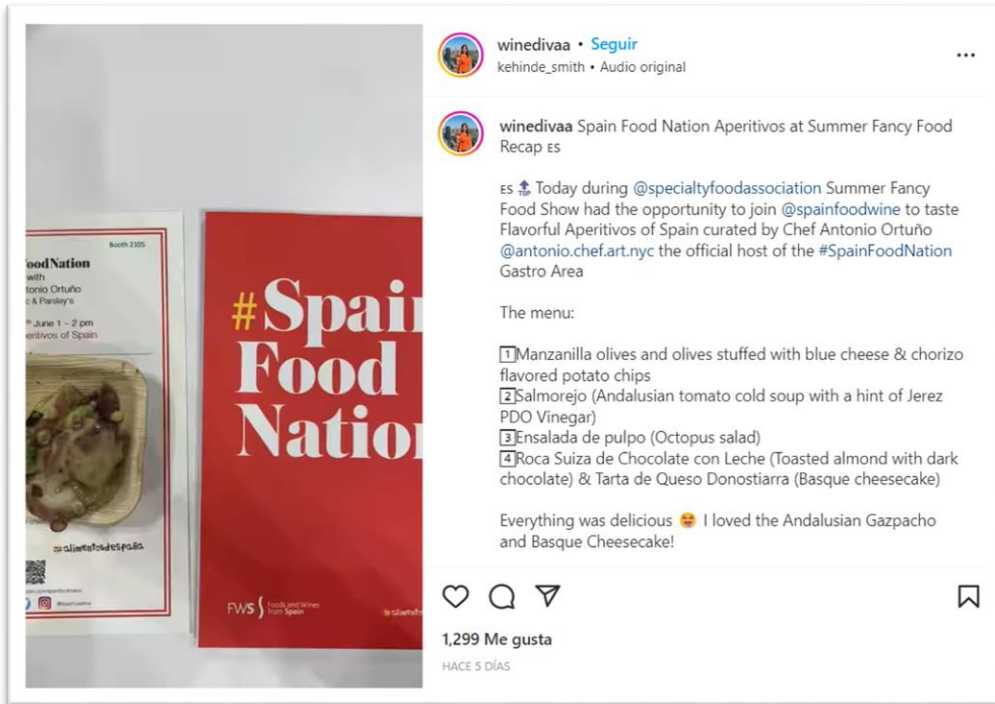 Booth 2105
oodNation
with
tonio Ortuño
c & Parsley's
June 1 – 2 pm
eritivos of Spain
alimentosdespaña
#Spain
Food
Nation
FWS Foods and Wines
from Spain
winedivaa • Seguir
kehinde_smith • Audio original
winedivaa Spain Food Nation Aperitivos at Summer Fancy Food
Recap ES
ES 🔝 Today during @specialtyfoodassociation Summer Fancy
Food Show had the opportunity to join @spainfoodwine to taste
Flavorful Aperitivos of Spain curated by Chef Antonio Ortuño
@antonio.chef.art.nyc the official host of the #SpainFoodNation
Gastro Area
The menu:
1️⃣Manzanilla olives and olives stuffed with blue cheese & chorizo
flavored potato chips
2️⃣Salmorejo (Andalusian tomato cold soup with a hint of Jerez
PDO Vinegar)
3️⃣Ensalada de pulpo (Octopus salad)
4️⃣Roca Suiza de Chocolate con Leche (Toasted almond with dark
chocolate) & Tarta de Queso Donostiarra (Basque cheesecake)
Everything was delicious 😝 I loved the Andalusian Gazpacho
and Basque Cheesecake!
1,299 Me gusta
HACE 5 DÍAS